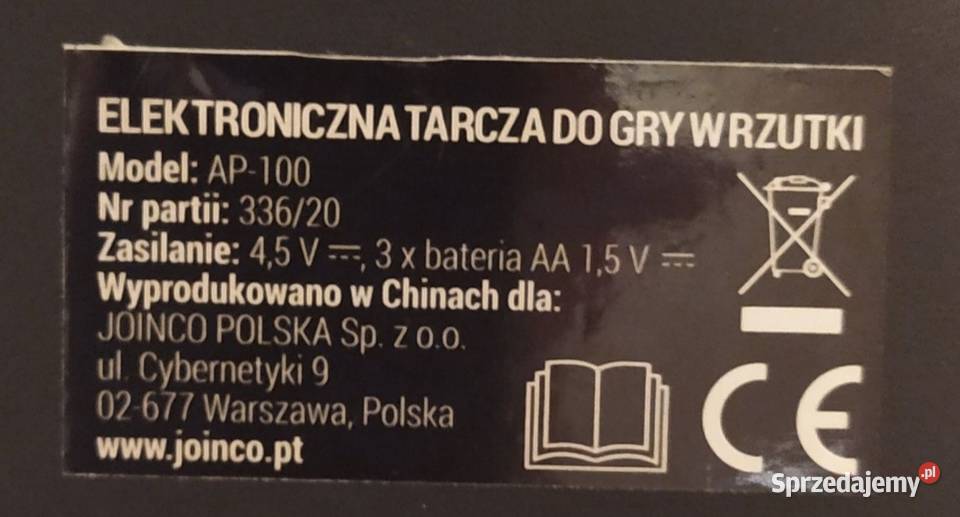 ELEKTRONICZNA TARCZA DO GRY W RZUTKI
Model: AP-100
Nr partii: 336/20
Zasilanie: 4,5 V ⎓, 3 x bateria AA 1,5 V ⎓
Wyprodukowano w Chinach dla:
JOINCO POLSKA Sp. z o.o.
ul. Cybernetyki 9
02-677 Warszawa, Polska
www.joinco.pt
CE
Sprzedajemy.pl